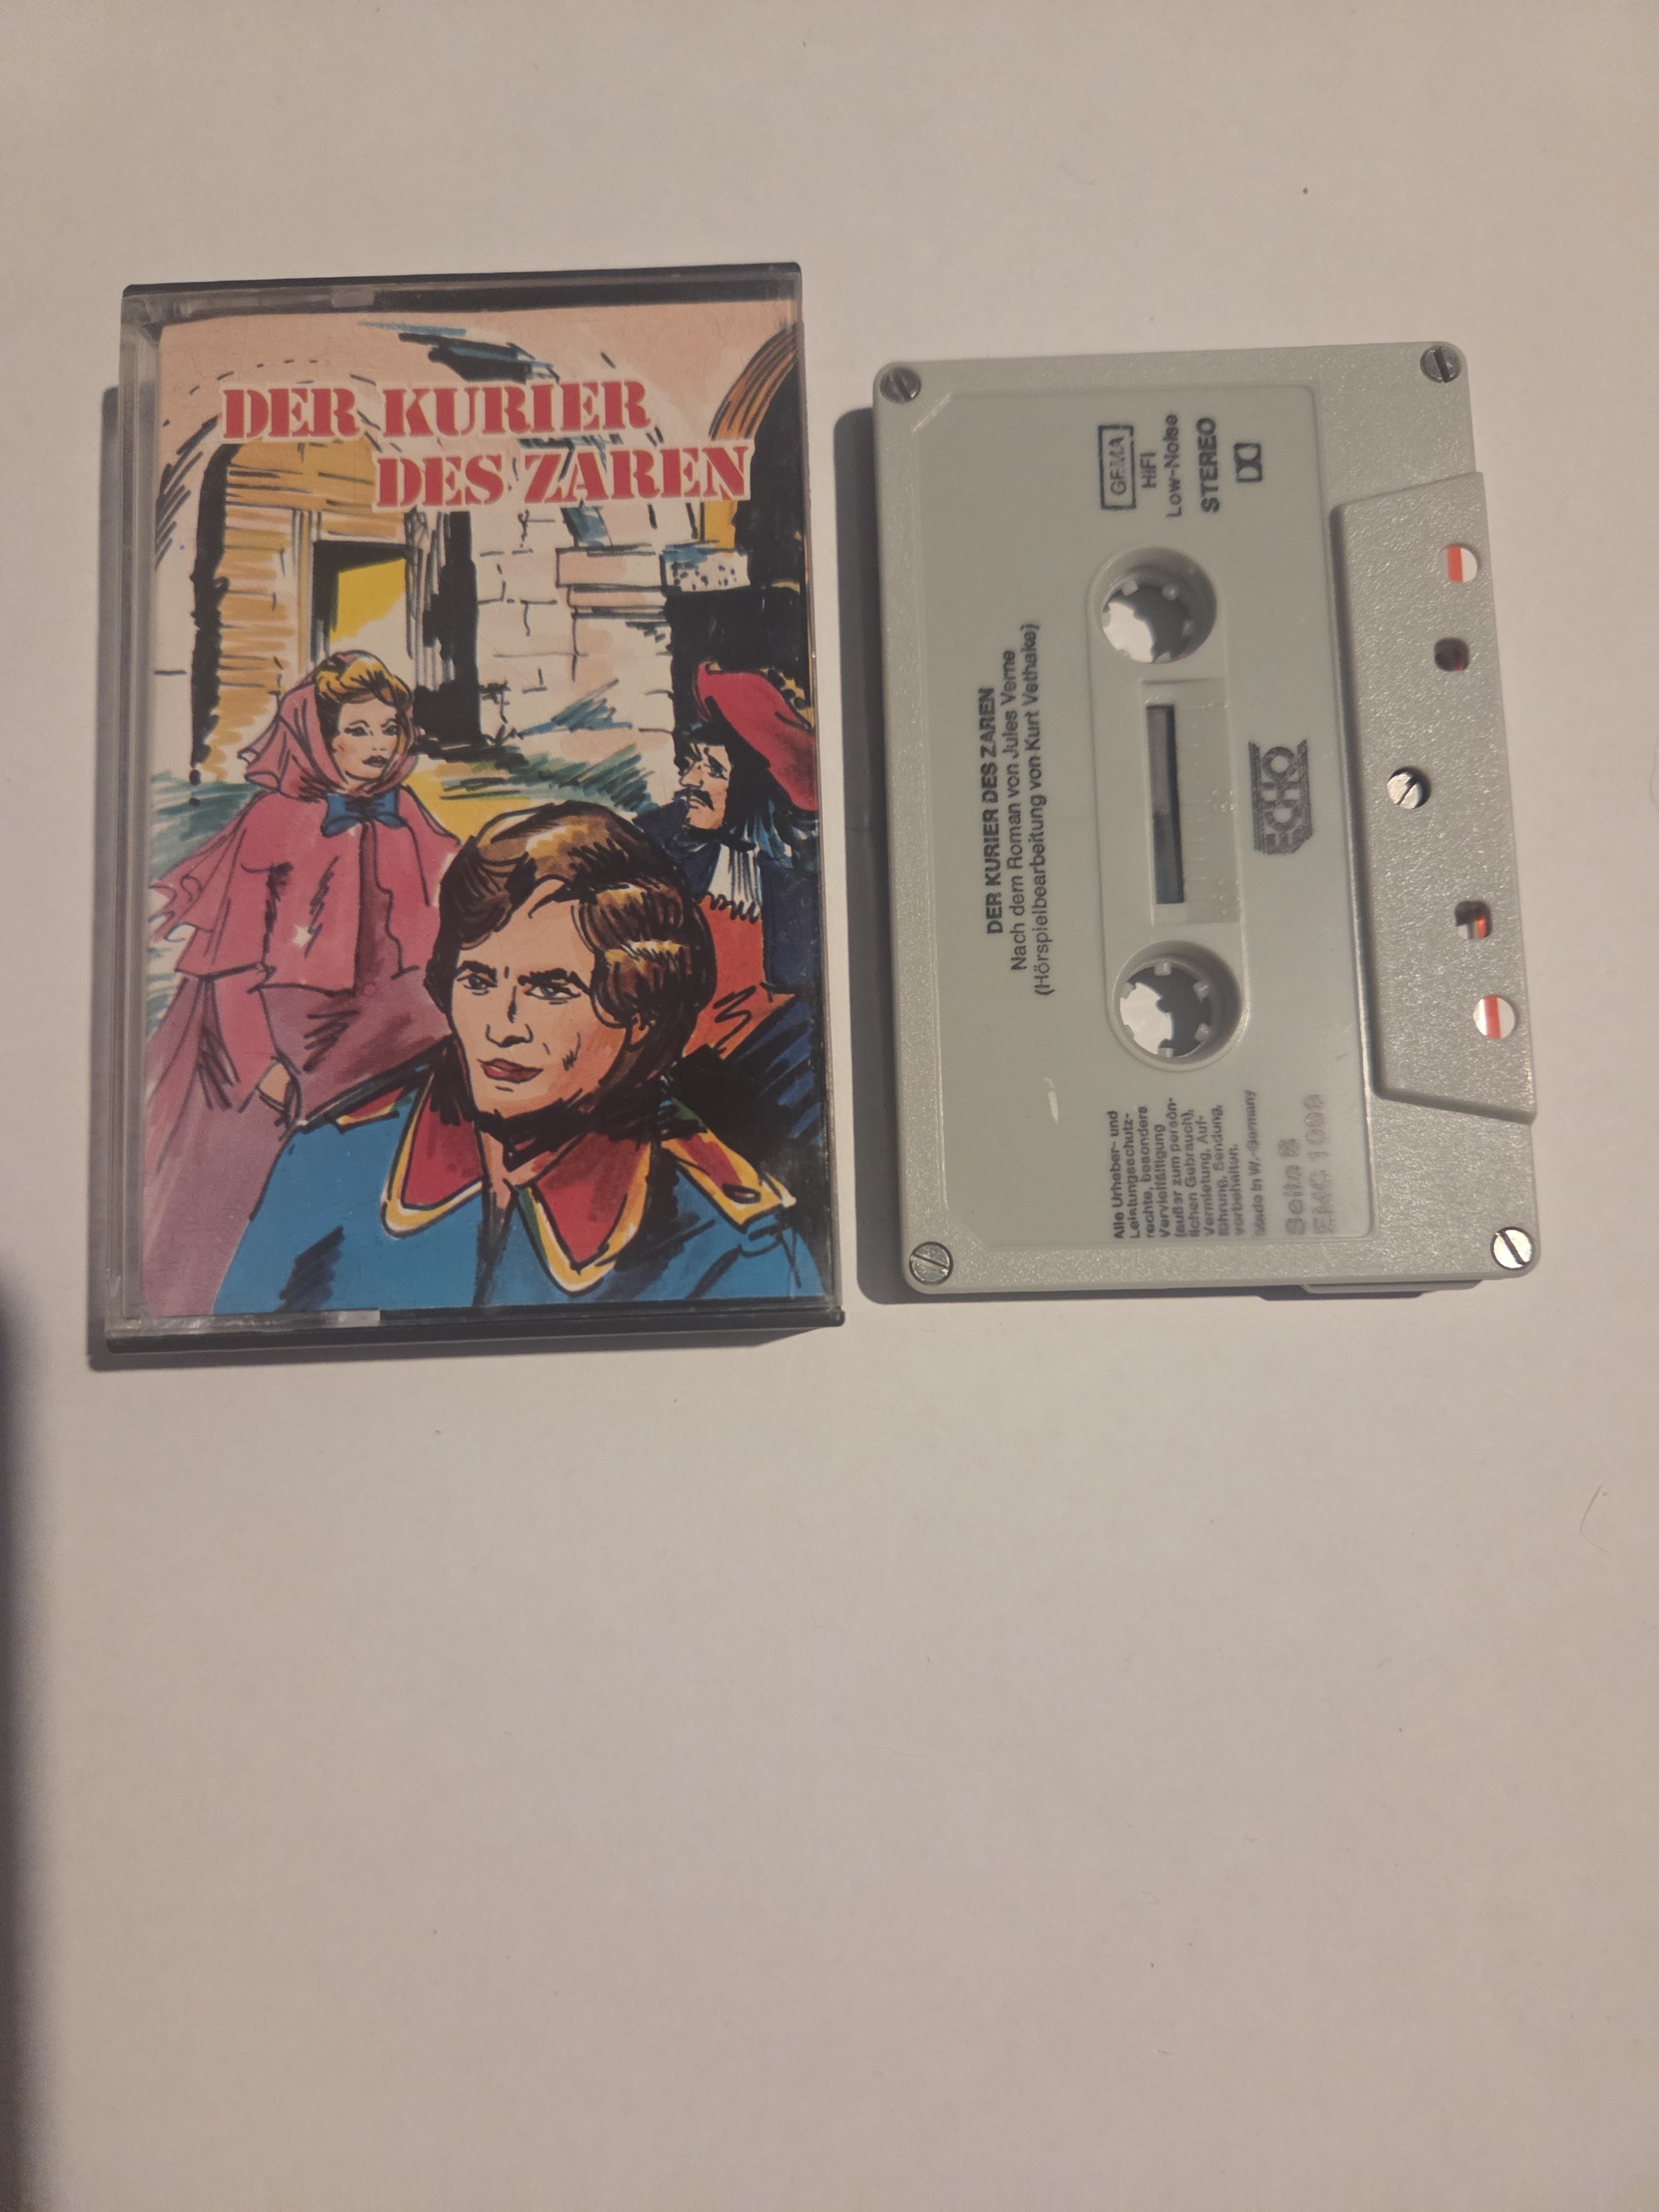 DER KURIER
DES ZAREN
DER KURIER DES ZAREN
Nach dem Roman von Jules Verne
(Hörspielbearbeitung von Kurt Vethake)
GEMA
HIFI
Low-Noise
STEREO
ECHO
Alle Urheber- und
Leistungsschutz-
rechte, besonders
Vervielfältigung
(außer zum persön-
lichen Gebrauch),
Vermietung, Auf-
führung, Sendung,
vorbehalten.
Made in W.-Germany
Seite B
EMC